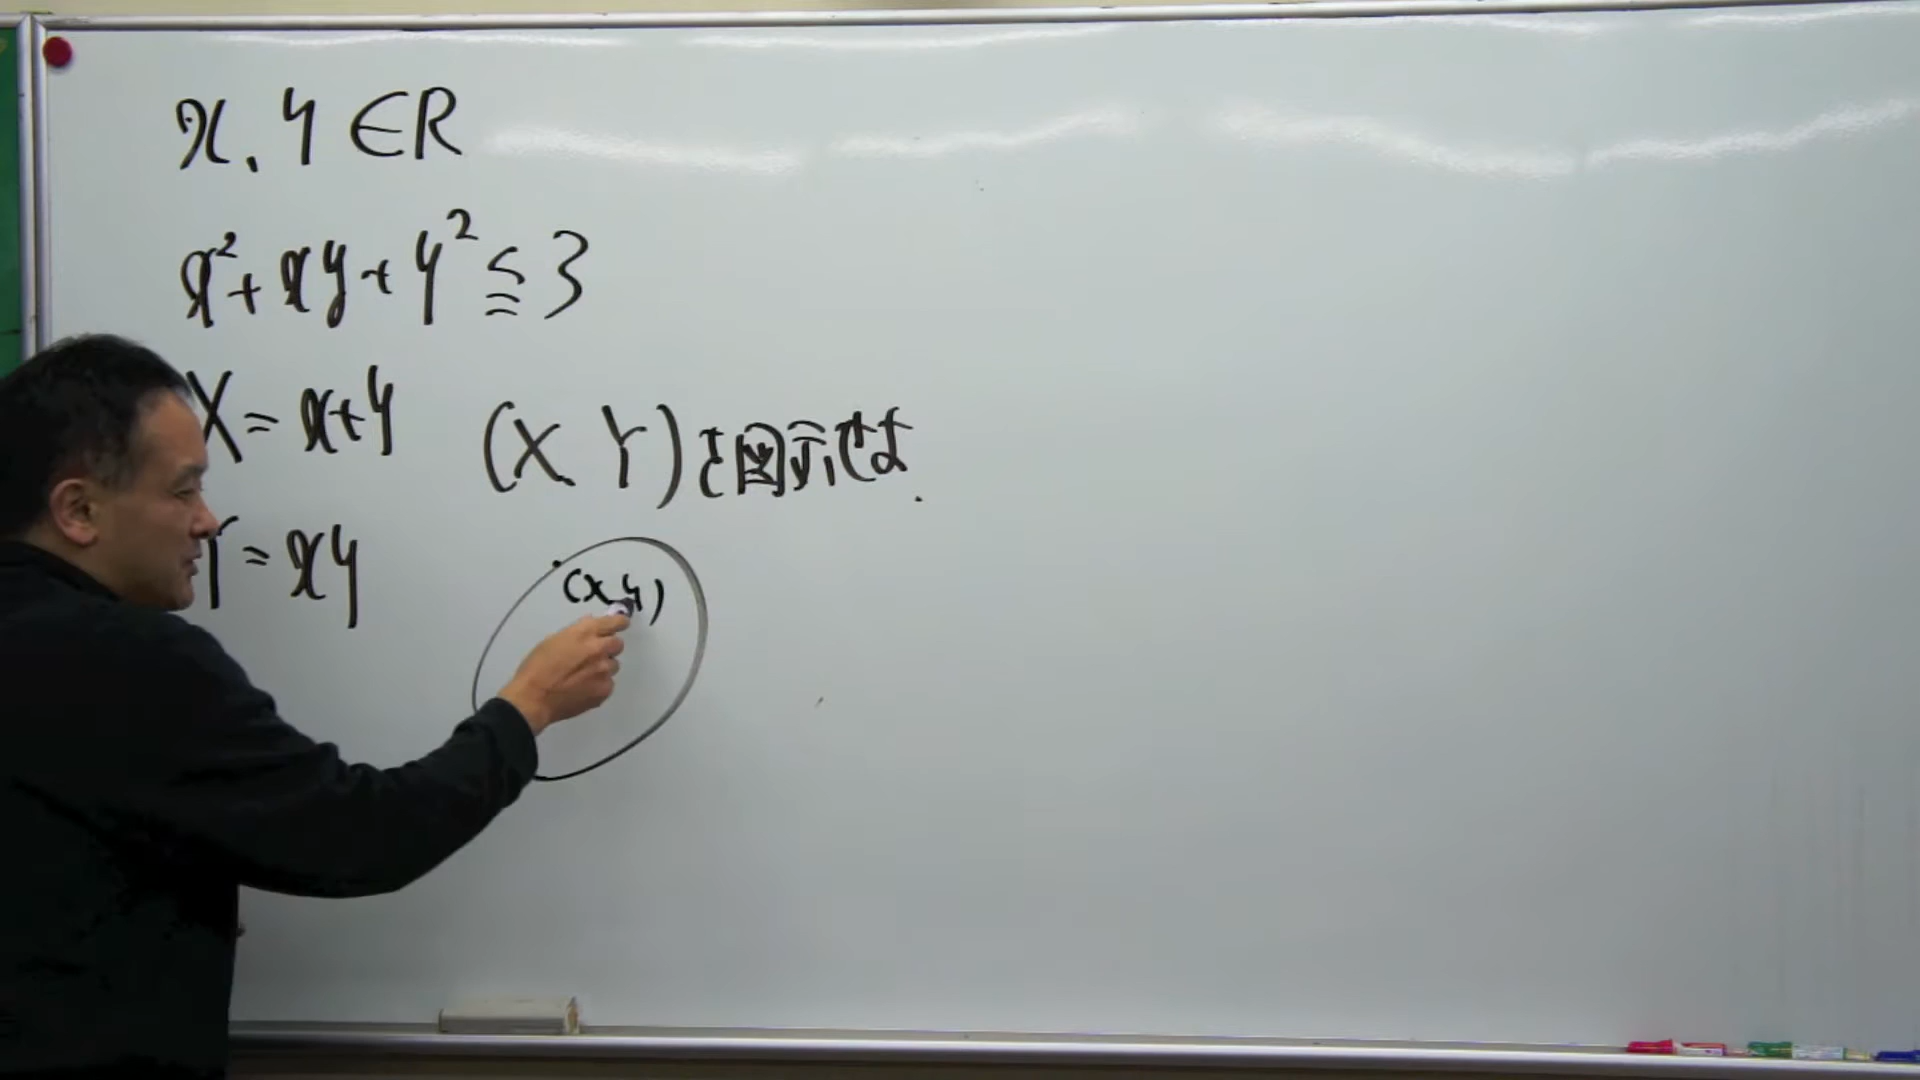 x, y ∈ R
x² + xy + y² ≦ 3
X = x+y
(X Y)を図示せよ.
Y = xy
(x, y)